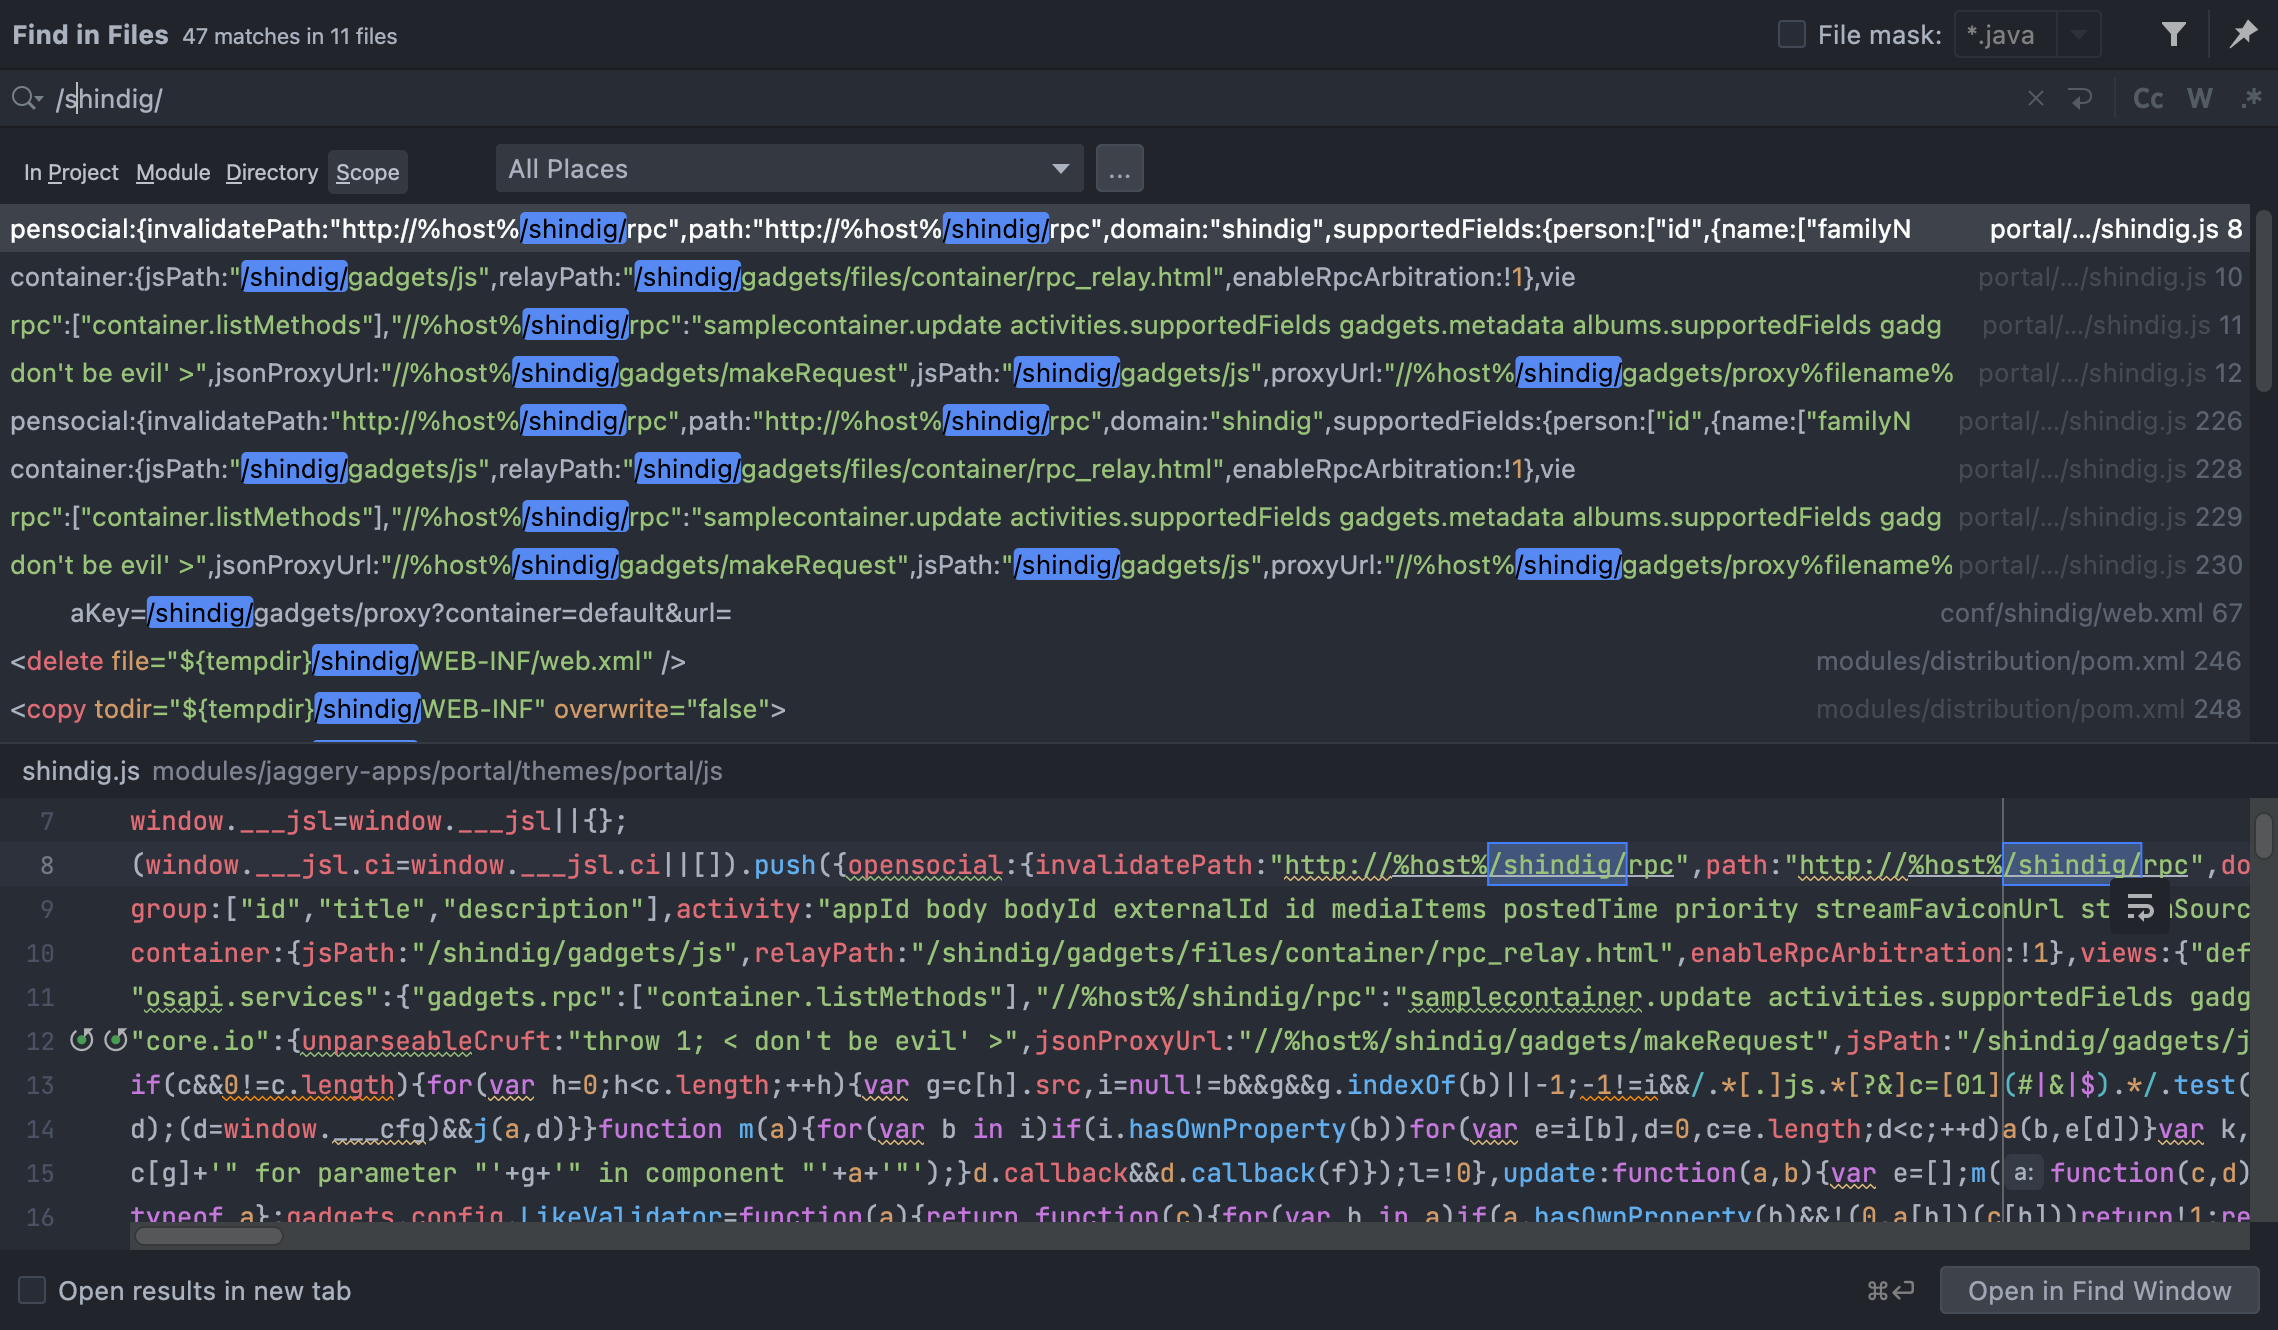 Find in Files 47 matches in 11 files File mask: *.java
/shindig/ Cc W .*
In Project Module Directory Scope All Places ...
pensocial:{invalidatePath:"http://%host%/shindig/rpc",path:"http://%host%/shindig/rpc",domain:"shindig",supportedFields:{person:["id",{name:["familyN portal/.../shindig.js 8
container:{jsPath:"/shindig/gadgets/js",relayPath:"/shindig/gadgets/files/container/rpc_relay.html",enableRpcArbitration:!1},vie portal/.../shindig.js 10
rpc":["container.listMethods"],"//%host%/shindig/rpc":"samplecontainer.update activities.supportedFields gadgets.metadata albums.supportedFields gadg portal/.../shindig.js 11
don't be evil' >",jsonProxyUrl:"//%host%/shindig/gadgets/makeRequest",jsPath:"/shindig/gadgets/js",proxyUrl:"//%host%/shindig/gadgets/proxy%filename% portal/.../shindig.js 12
pensocial:{invalidatePath:"http://%host%/shindig/rpc",path:"http://%host%/shindig/rpc",domain:"shindig",supportedFields:{person:["id",{name:["familyN portal/.../shindig.js 226
container:{jsPath:"/shindig/gadgets/js",relayPath:"/shindig/gadgets/files/container/rpc_relay.html",enableRpcArbitration:!1},vie portal/.../shindig.js 228
rpc":["container.listMethods"],"//%host%/shindig/rpc":"samplecontainer.update activities.supportedFields gadgets.metadata albums.supportedFields gadg portal/.../shindig.js 229
don't be evil' >",jsonProxyUrl:"//%host%/shindig/gadgets/makeRequest",jsPath:"/shindig/gadgets/js",proxyUrl:"//%host%/shindig/gadgets/proxy%filename% portal/.../shindig.js 230
aKey=/shindig/gadgets/proxy?container=default&url= conf/shindig/web.xml 67
<delete file="${tempdir}/shindig/WEB-INF/web.xml" /> modules/distribution/pom.xml 246
<copy todir="${tempdir}/shindig/WEB-INF" overwrite="false"> modules/distribution/pom.xml 248
shindig.js modules/jaggery-apps/portal/themes/portal/js
7 window.___jsl=window.___jsl||{};
8 (window.___jsl.ci=window.___jsl.ci||[]).push({opensocial:{invalidatePath:"http://%host%/shindig/rpc",path:"http://%host%/shindig/rpc",do
9 group:["id","title","description"],activity:"appId body bodyId externalId id mediaItems postedTime priority streamFaviconUrl st Sourc
10 container:{jsPath:"/shindig/gadgets/js",relayPath:"/shindig/gadgets/files/container/rpc_relay.html",enableRpcArbitration:!1},views:{"def
11 "osapi.services":{"gadgets.rpc":["container.listMethods"],"//%host%/shindig/rpc":"samplecontainer.update activities.supportedFields gadg
12 "core.io":{unparseableCruft:"throw 1; < don't be evil' >",jsonProxyUrl:"//%host%/shindig/gadgets/makeRequest",jsPath:"/shindig/gadgets/j
13 if(c&&0!=c.length){for(var h=0;h<c.length;++h){var g=c[h].src,i=null!=b&&g&&g.indexOf(b)||-1;-1!=i&&/.*[.]js.*[?&]c=[01](#|&|$).*/.test(
14 d);(d=window.___cfg)&&j(a,d)}}function m(a){for(var b in i)if(i.hasOwnProperty(b))for(var e=i[b],d=0,c=e.length;d<c;++d)a(b,e[d])}var k,
15 c[g]+'" for parameter "'+g+'" in component "'+a+'"');}d.callback&&d.callback(f)});l=!0},update:function(a,b){var e=[];m( a: function(c,d)
16 typeof a};gadgets.config.LikeValidator=function(a){return function(c){for(var b in a)if(a.hasOwnProperty(b)&&!(0,a[b])(c[b]))return!1;re
Open results in new tab ⌘↩ Open in Find Window